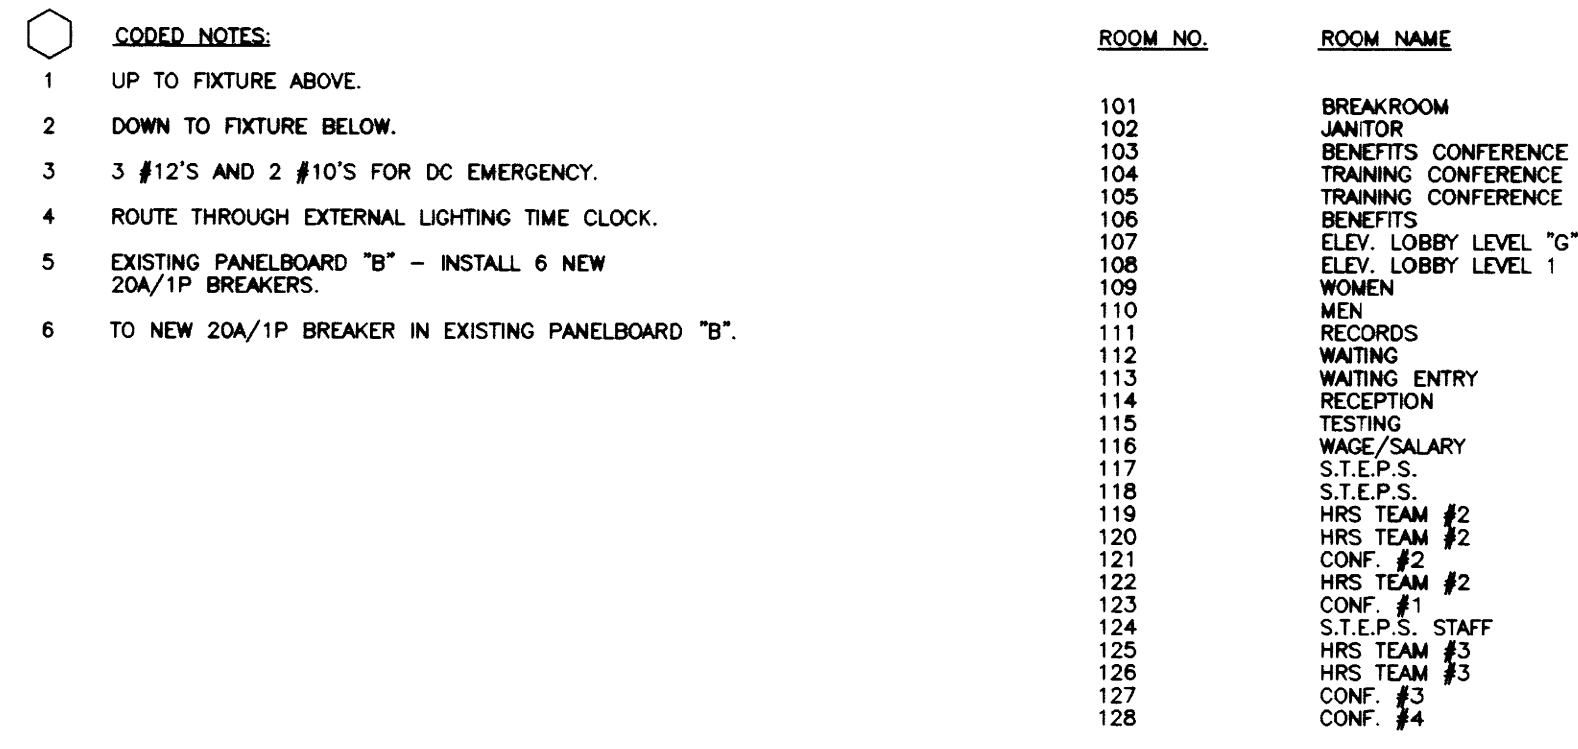 CODED NOTES:
1 UP TO FIXTURE ABOVE.
2 DOWN TO FIXTURE BELOW.
3 3 #12'S AND 2 #10'S FOR DC EMERGENCY.
4 ROUTE THROUGH EXTERNAL LIGHTING TIME CLOCK.
5 EXISTING PANELBOARD "B" – INSTALL 6 NEW
20A/1P BREAKERS.
6 TO NEW 20A/1P BREAKER IN EXISTING PANELBOARD "B".
ROOM NO. ROOM NAME
101 BREAKROOM
102 JANITOR
103 BENEFITS CONFERENCE
104 TRAINING CONFERENCE
105 TRAINING CONFERENCE
106 BENEFITS
107 ELEV. LOBBY LEVEL "G"
108 ELEV. LOBBY LEVEL 1
109 WOMEN
110 MEN
111 RECORDS
112 WAITING
113 WAITING ENTRY
114 RECEPTION
115 TESTING
116 WAGE/SALARY
117 S.T.E.P.S.
118 S.T.E.P.S.
119 HRS TEAM #2
120 HRS TEAM #2
121 CONF. #2
122 HRS TEAM #2
123 CONF. #1
124 S.T.E.P.S. STAFF
125 HRS TEAM #3
126 HRS TEAM #3
127 CONF. #3
128 CONF. #4